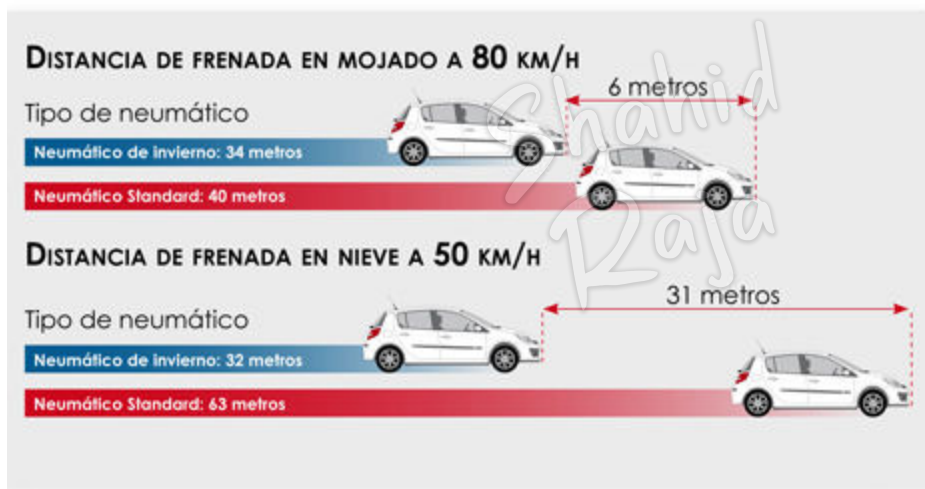 DISTANCIA DE FRENADA EN MOJADO A 80 KM/H
6 metros
Tipo de neumático
Neumático de invierno: 34 metros
Neumático Standard: 40 metros
DISTANCIA DE FRENADA EN NIEVE A 50 KM/H
31 metros
Tipo de neumático
Neumático de invierno: 32 metros
Neumático Standard: 63 metros
Shahid
Raja